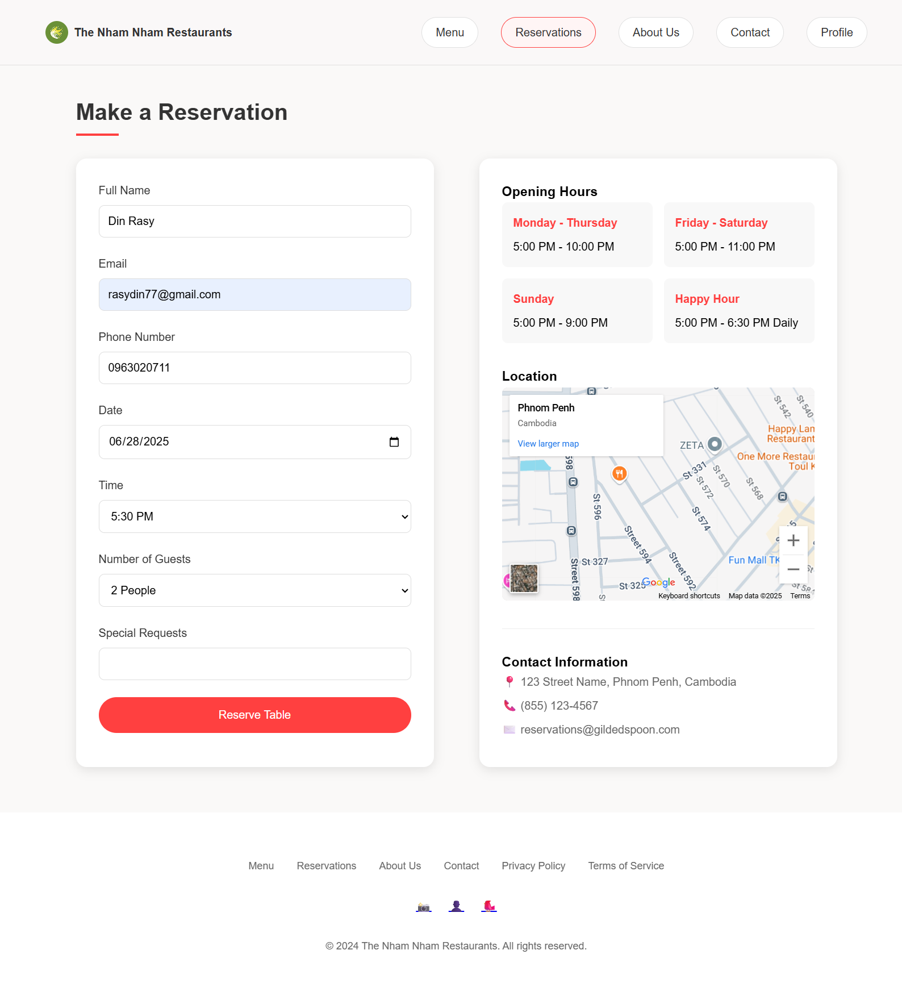 The Nham Nham Restaurants
Menu
Reservations
About Us
Contact
Profile
Make a Reservation
Full Name
Din Rasy
Email
rasydin77@gmail.com
Phone Number
0963020711
Date
06/28/2025
Time
5:30 PM
Number of Guests
2 People
Special Requests
Reserve Table
Opening Hours
Monday - Thursday
5:00 PM - 10:00 PM
Friday - Saturday
5:00 PM - 11:00 PM
Sunday
5:00 PM - 9:00 PM
Happy Hour
5:00 PM - 6:30 PM Daily
Location
Phnom Penh
Cambodia
View larger map
St 542
St 540
Happy Lan
Restaurant
ZETA
One More Restaur
Toul K
598
St 331
St 570
St 572
St 568
St 596
St 574
Street 594
Street 592
Fun Mall TK
St 327
Street 598
St 325
St 584
Google
Keyboard shortcuts
Map data ©2025
Terms
Contact Information
123 Street Name, Phnom Penh, Cambodia
(855) 123-4567
reservations@gildedspoon.com
Menu
Reservations
About Us
Contact
Privacy Policy
Terms of Service
© 2024 The Nham Nham Restaurants. All rights reserved.